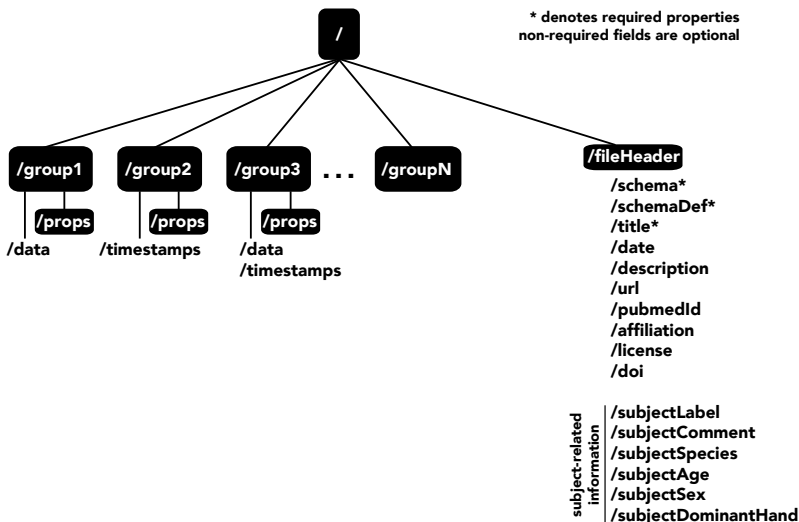 * denotes required properties
non-required fields are optional
/
/group1
/group2
/group3
...
/groupN
/fileHeader
/props
/data
/props
/timestamps
/props
/data
/timestamps
/schema*
/schemaDef*
/title*
/date
/description
/url
/pubmedId
/affiliation
/license
/doi
subject-related
information
/subjectLabel
/subjectComment
/subjectSpecies
/subjectAge
/subjectSex
/subjectDominantHand